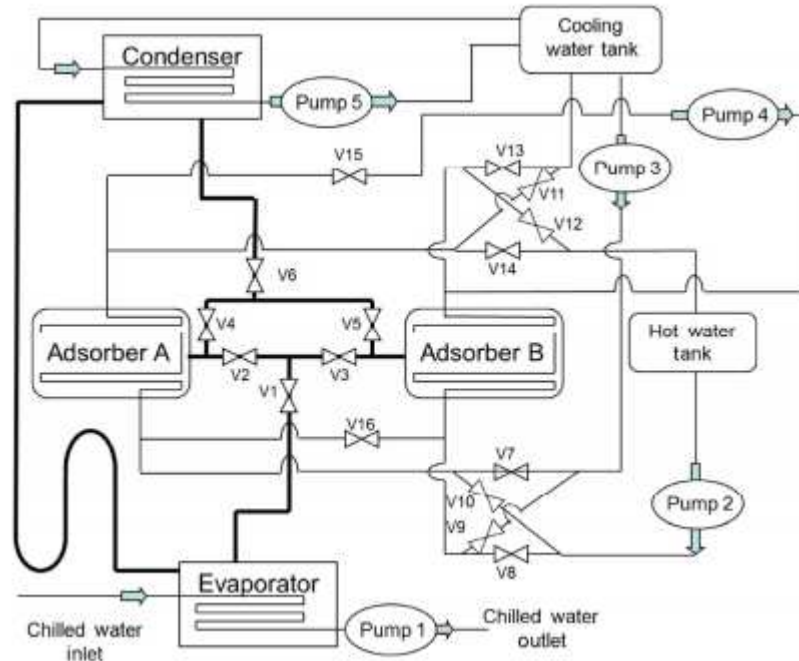 Cooling
water tank
Condenser
Pump 5
Pump 4
V15
V13
Pump 3
V11
V12
V14
V6
V4
V5
Adsorber A
V2
V3
Adsorber B
Hot water
tank
V1
V16
V7
V10
V9
V8
Pump 2
Evaporator
Chilled water
inlet
Pump 1
Chilled water
outlet